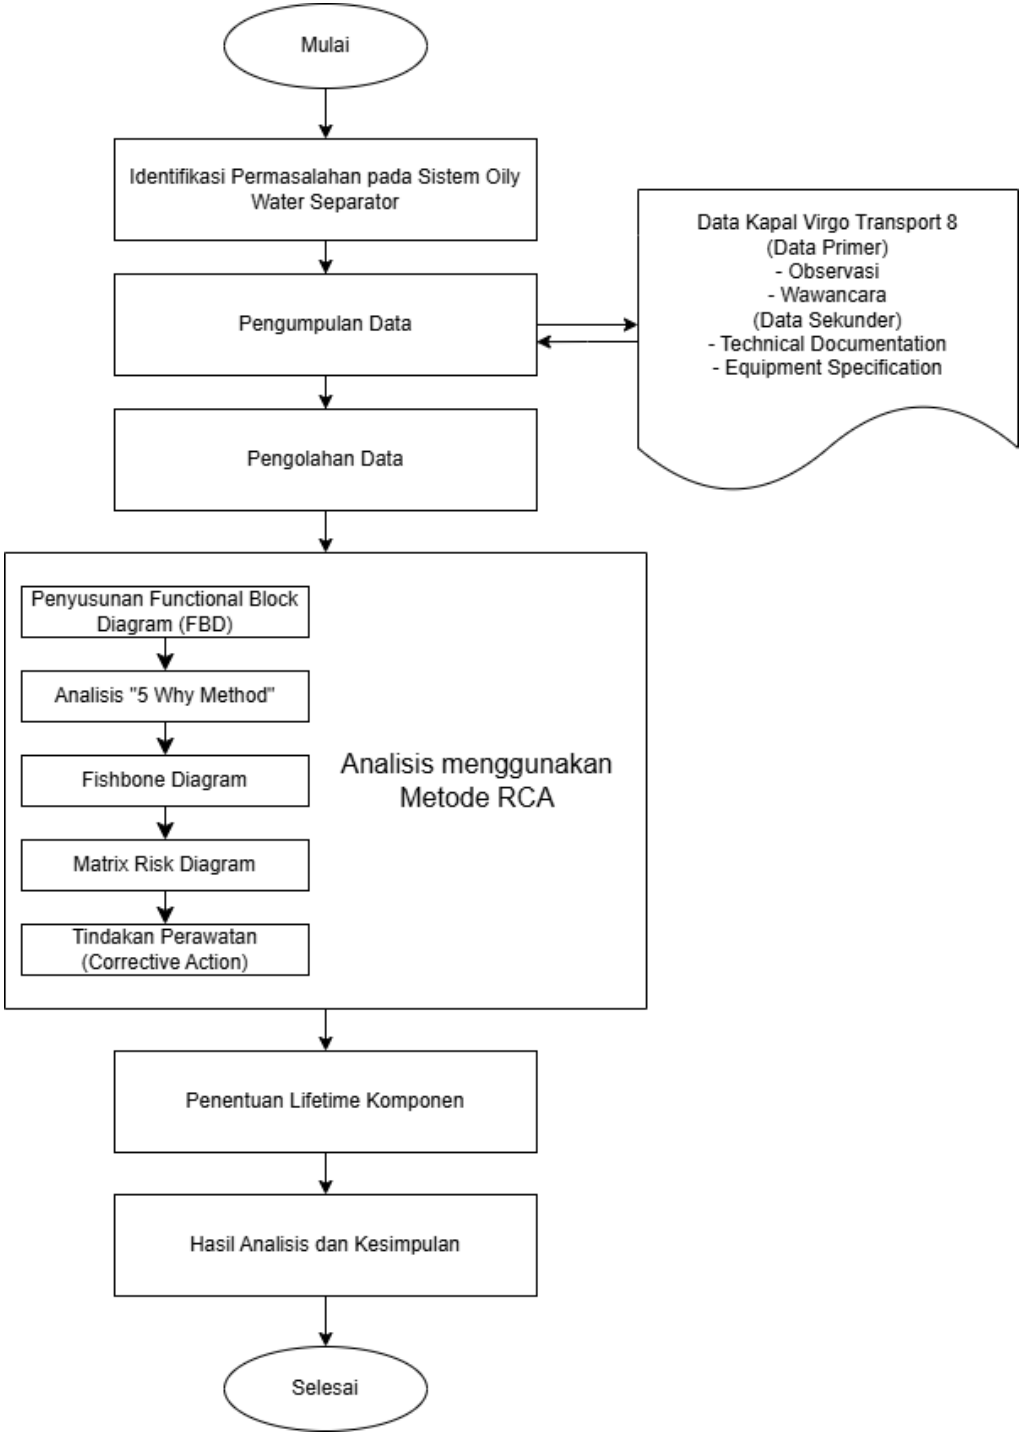 Mulai
Identifikasi Permasalahan pada Sistem Oily
Water Separator
Data Kapal Virgo Transport 8
(Data Primer)
- Observasi
- Wawancara
(Data Sekunder)
- Technical Documentation
- Equipment Specification
Pengumpulan Data
Pengolahan Data
Penyusunan Functional Block
Diagram (FBD)
Analisis "5 Why Method"
Fishbone Diagram
Matrix Risk Diagram
Tindakan Perawatan
(Corrective Action)
Analisis menggunakan
Metode RCA
Penentuan Lifetime Komponen
Hasil Analisis dan Kesimpulan
Selesai